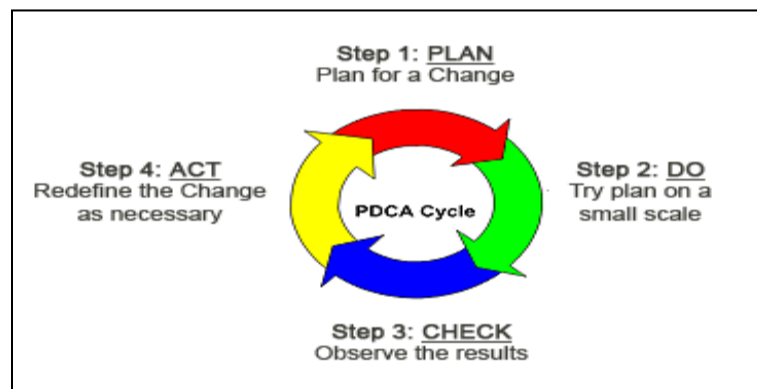 Step 1: PLAN
Plan for a Change
Step 4: ACT
Redefine the Change
as necessary
PDCA Cycle
Step 2: DO
Try plan on a
small scale
Step 3: CHECK
Observe the results